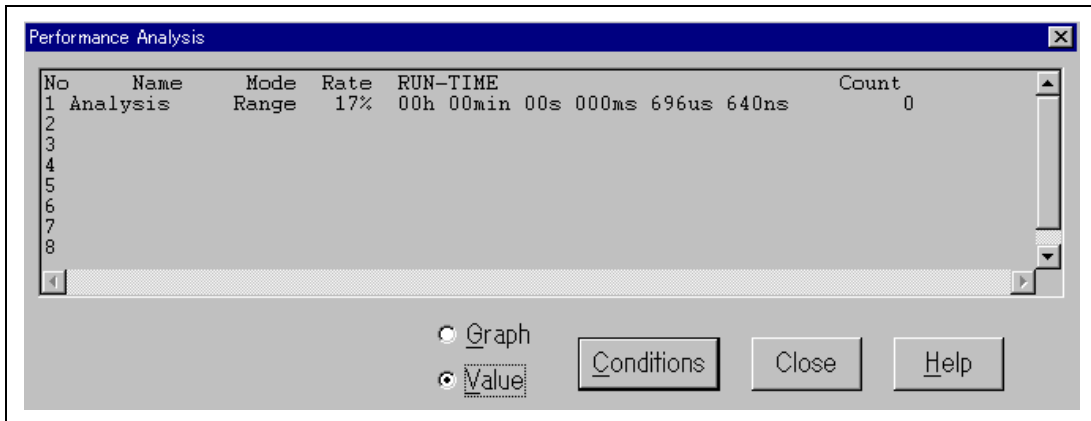 Performance Analysis
No Name Mode Rate RUN-TIME Count
1 Analysis Range 17% 00h 00min 00s 000ms 696us 640ns 0
2
3
4
5
6
7
8
Graph
Value
Conditions
Close
Help